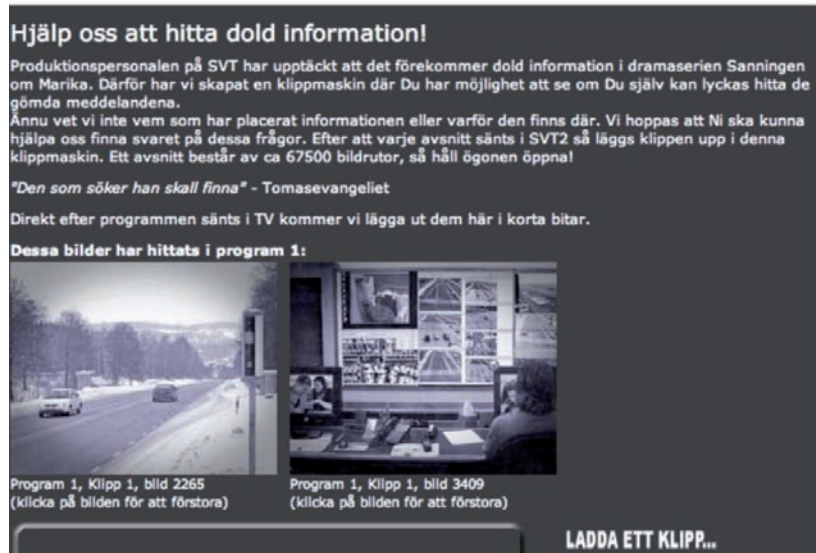 Hjälp oss att hitta dold information!
Produktionspersonalen på SVT har upptäckt att det förekommer dold information i dramaserien Sanningen
om Marika. Därför har vi skapat en klippmaskin där Du har möjlighet att se om Du själv kan lyckas hitta de
gömda meddelandena.
Ännu vet vi inte vem som har placerat informationen eller varför den finns där. Vi hoppas att Ni ska kunna
hjälpa oss finna svaret på dessa frågor. Efter att varje avsnitt sänts i SVT2 så läggs klippen upp i denna
klippmaskin. Ett avsnitt består av ca 67500 bildrutor, så håll ögonen öppna!
"Den som söker han skall finna" - Tomasevangeliet
Direkt efter programmen sänts i TV kommer vi lägga ut dem här i korta bitar.
Dessa bilder har hittats i program 1:
Program 1, Klipp 1, bild 2265
(klicka på bilden för att förstora)
Program 1, Klipp 1, bild 3409
(klicka på bilden för att förstora)
LADDA ETT KLIPP...